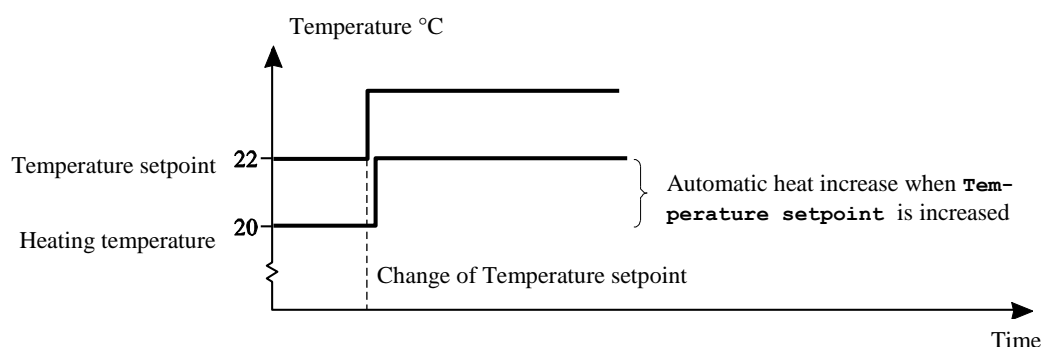 Temperature °C
Temperature setpoint 22
Automatic heat increase when Tem-
perature setpoint is increased
Heating temperature 20
Change of Temperature setpoint
Time